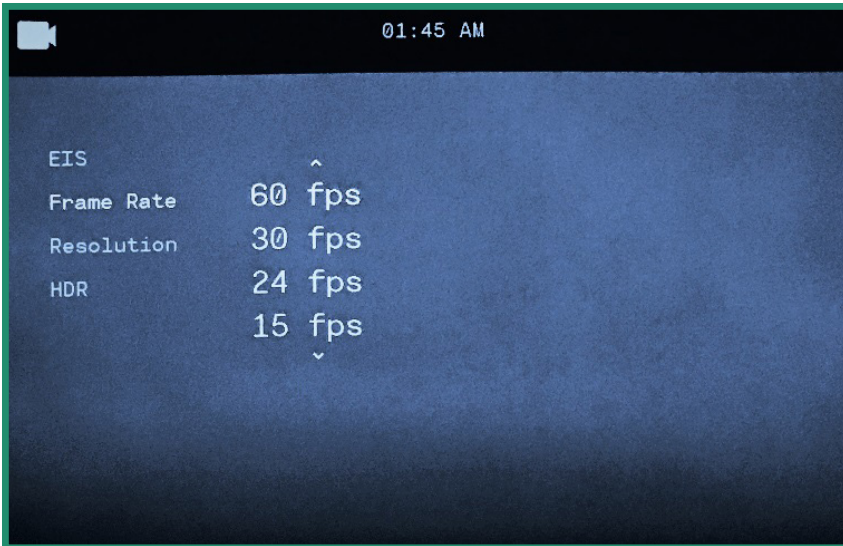 01:45 AM
EIS
Frame Rate
Resolution
HDR
60 fps
30 fps
24 fps
15 fps